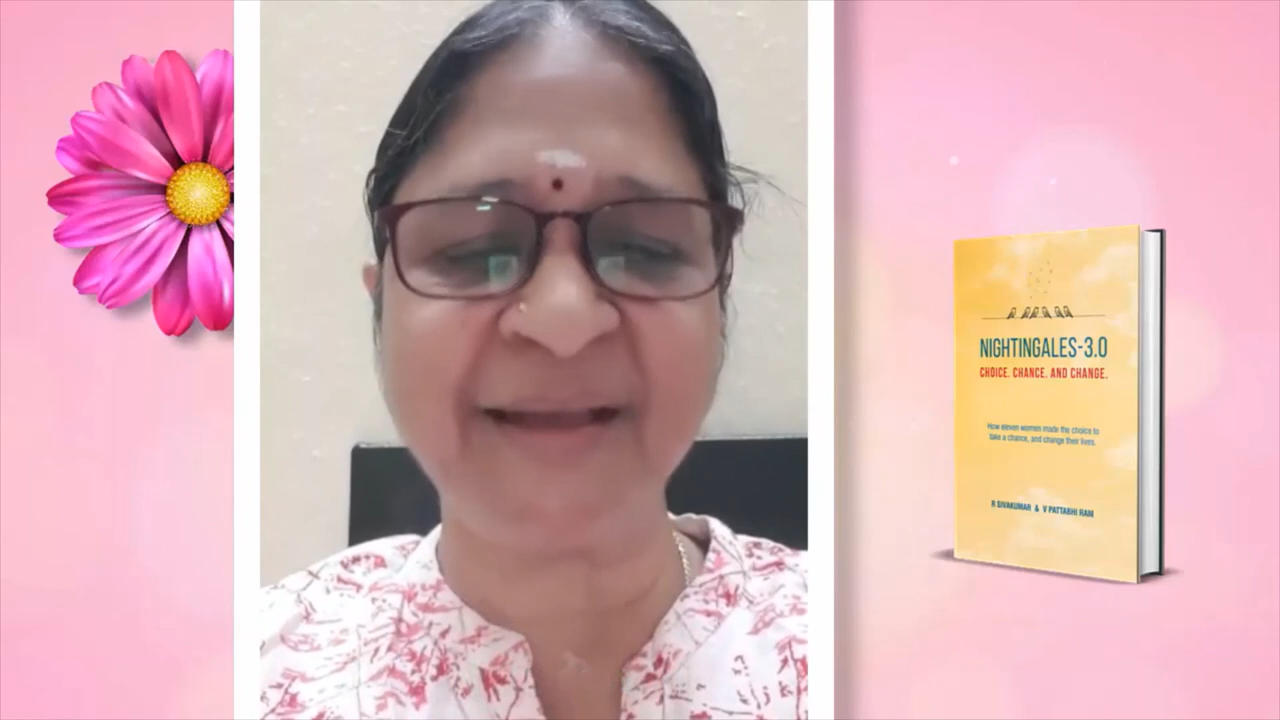 NIGHTINGALES-3.0
CHOICE. CHANCE. AND CHANGE.
How eleven women made the choice to
take a chance, and change their lives.
R SIVAKUMAR & V PATTABHI RAM